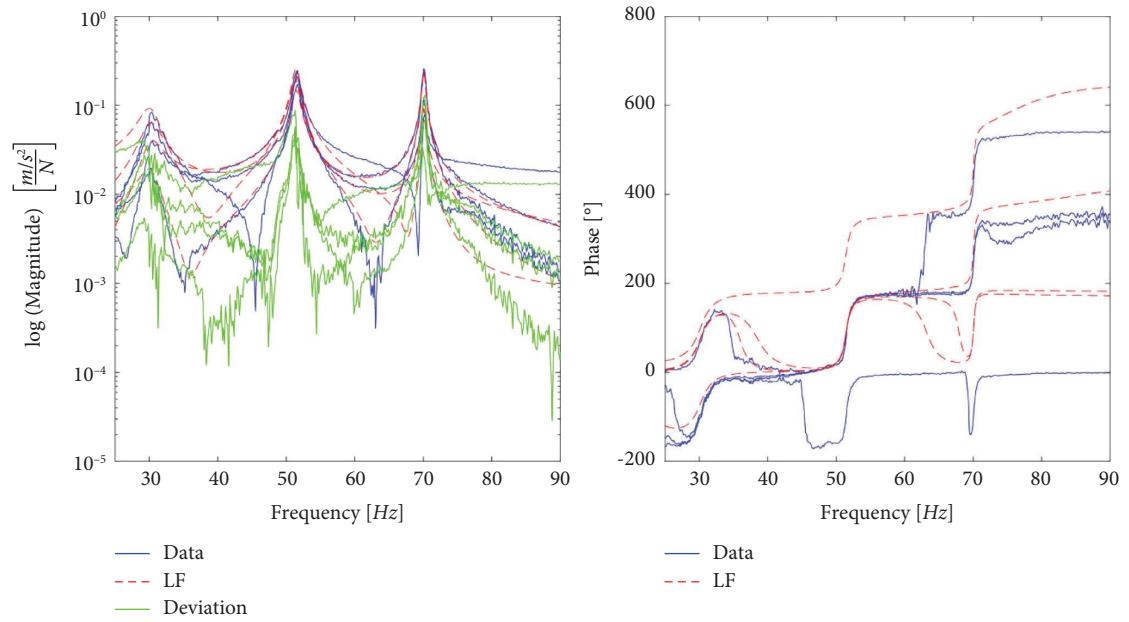 10⁰
10⁻¹
10⁻²
10⁻³
10⁻⁴
10⁻⁵
log (Magnitude) [m/s²/N]
30 40 50 60 70 80 90
Frequency [Hz]
Data
LF
Deviation
800
600
400
200
0
-200
Phase [°]
30 40 50 60 70 80 90
Frequency [Hz]
Data
LF